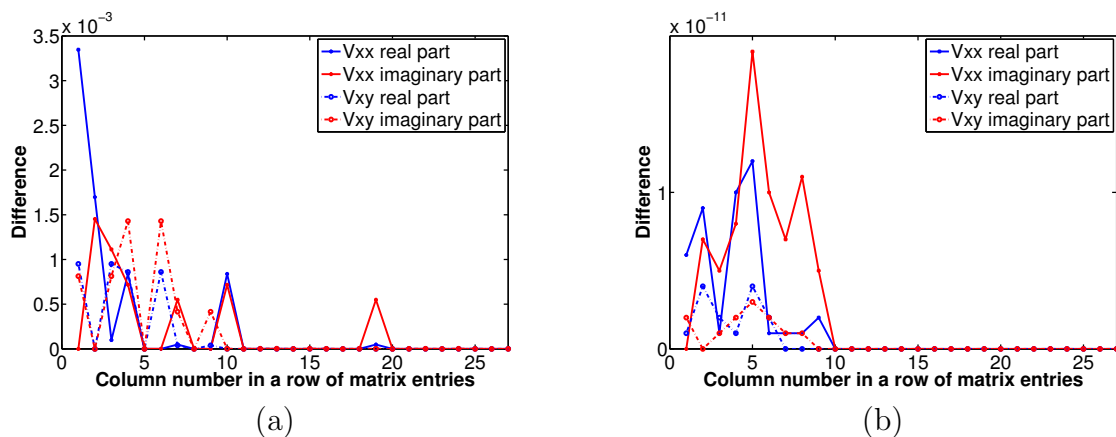 x 10⁻³
3.5
3
2.5
2
1.5
1
0.5
0
0 5 10 15 20 25
Difference
Column number in a row of matrix entries
Vxx real part
Vxx imaginary part
Vxy real part
Vxy imaginary part
(a)
x 10⁻¹¹
1
0
0 5 10 15 20 25
Difference
Column number in a row of matrix entries
Vxx real part
Vxx imaginary part
Vxy real part
Vxy imaginary part
(b)